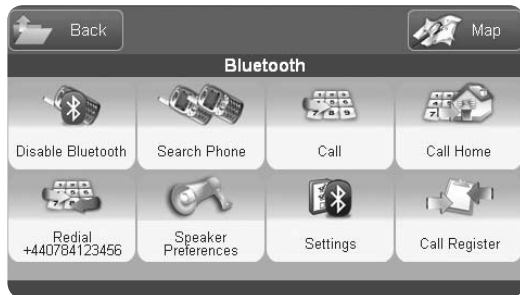 Back
Map
Bluetooth
Disable Bluetooth
Search Phone
Call
Call Home
Redial
+440784123456
Speaker
Preferences
Settings
Call Register